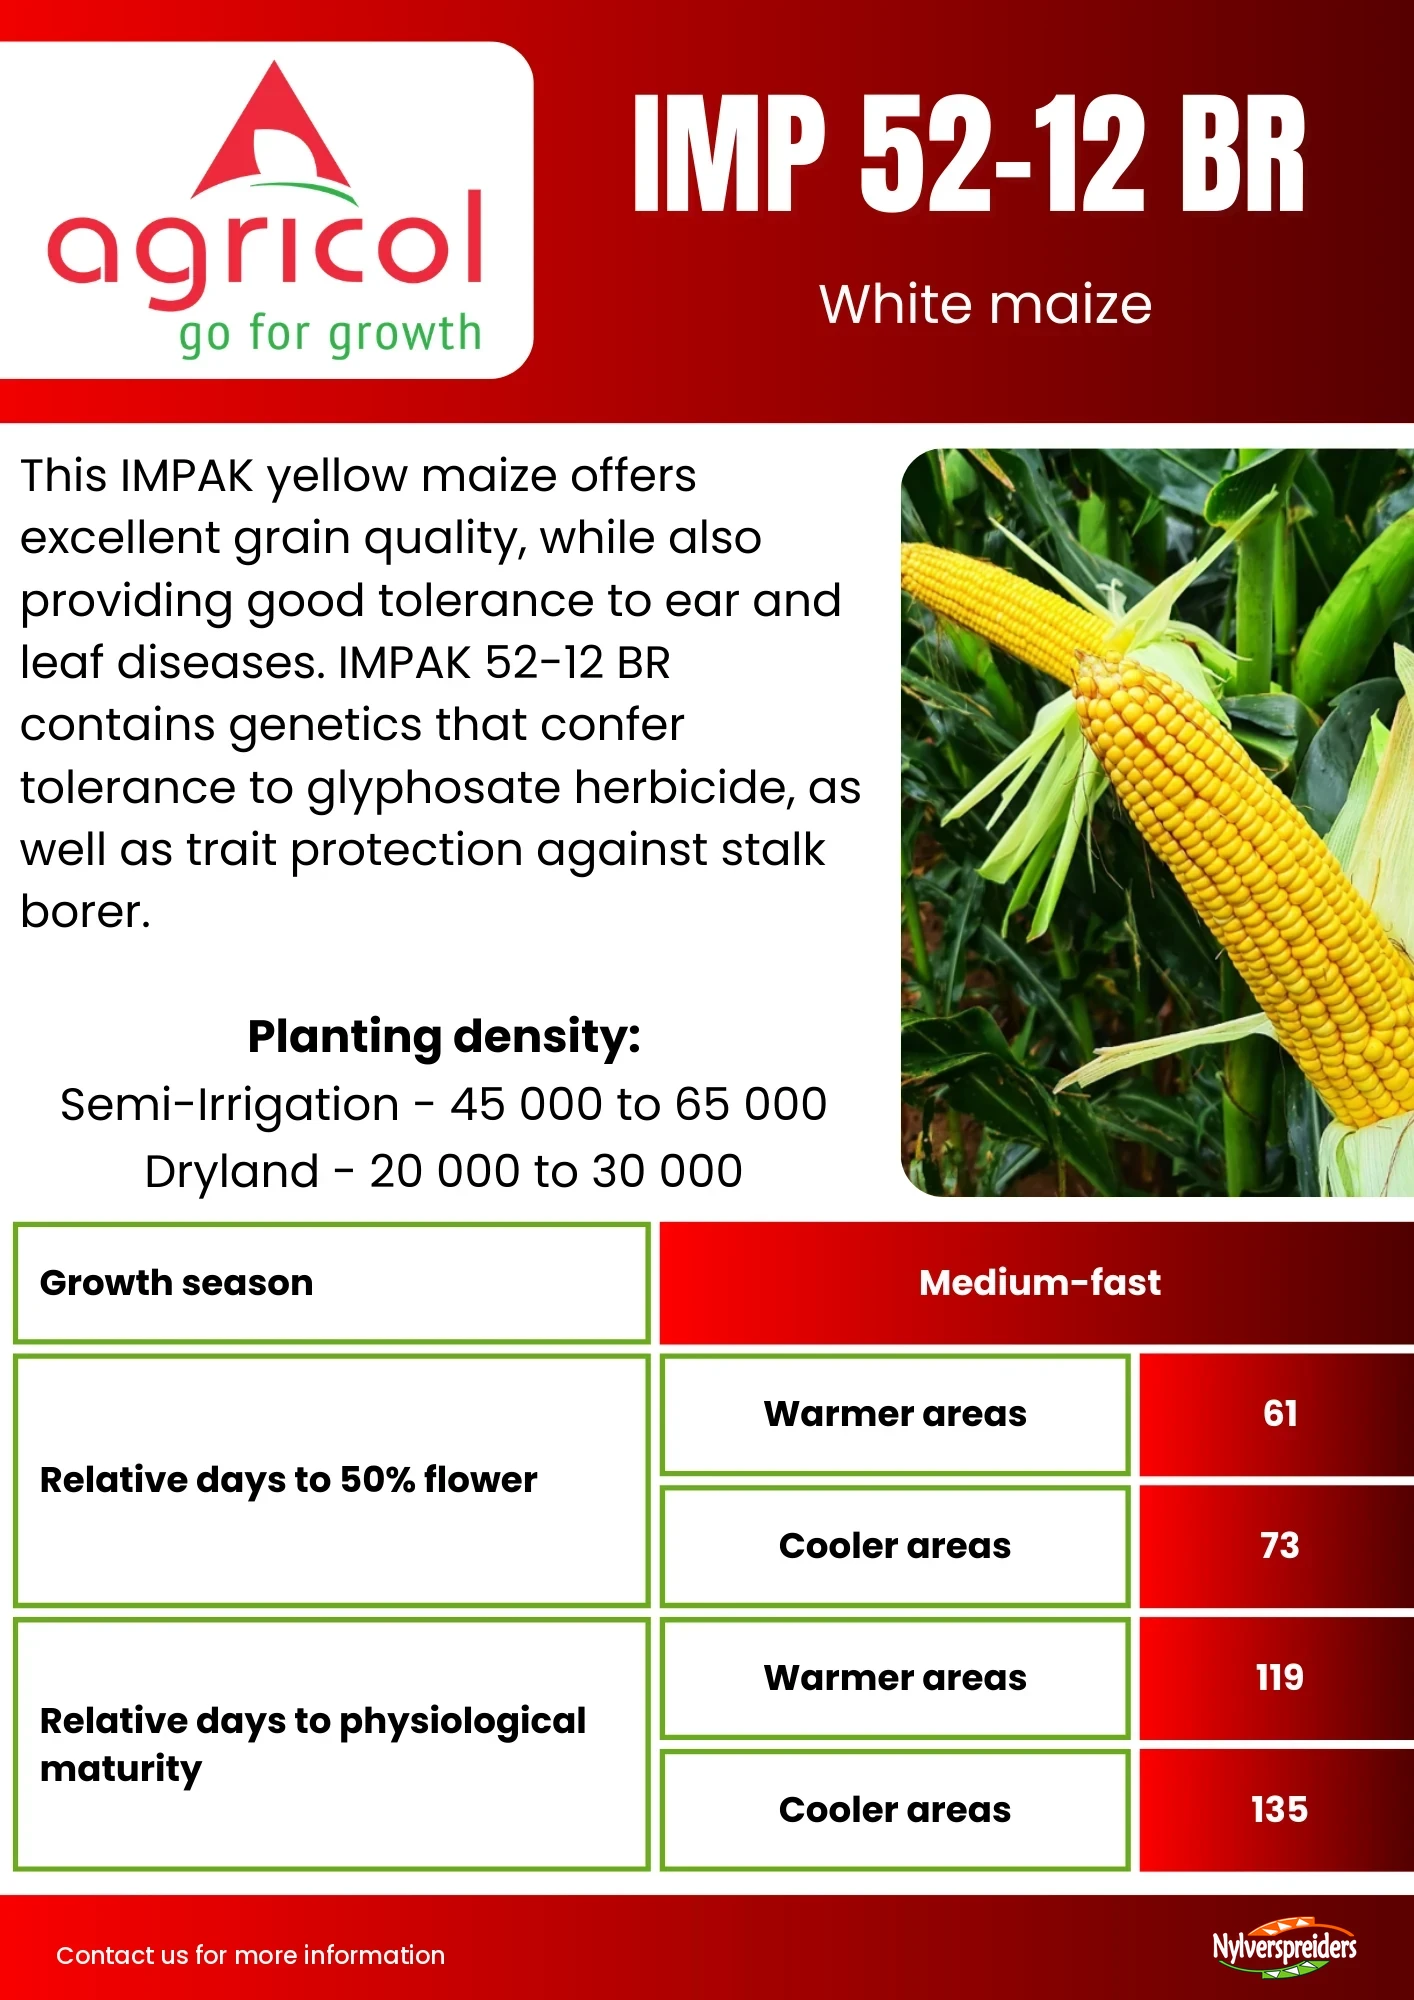 agricol
go for growth
IMP 52-12 BR
White maize
This IMPAK yellow maize offers
excellent grain quality, while also
providing good tolerance to ear and
leaf diseases. IMPAK 52-12 BR
contains genetics that confer
tolerance to glyphosate herbicide, as
well as trait protection against stalk
borer.
Planting density:
Semi-Irrigation - 45 000 to 65 000
Dryland - 20 000 to 30 000
Growth season
Medium-fast
Relative days to 50% flower
Warmer areas
61
Cooler areas
73
Relative days to physiological
maturity
Warmer areas
119
Cooler areas
135
Contact us for more information
Nylverspreiders